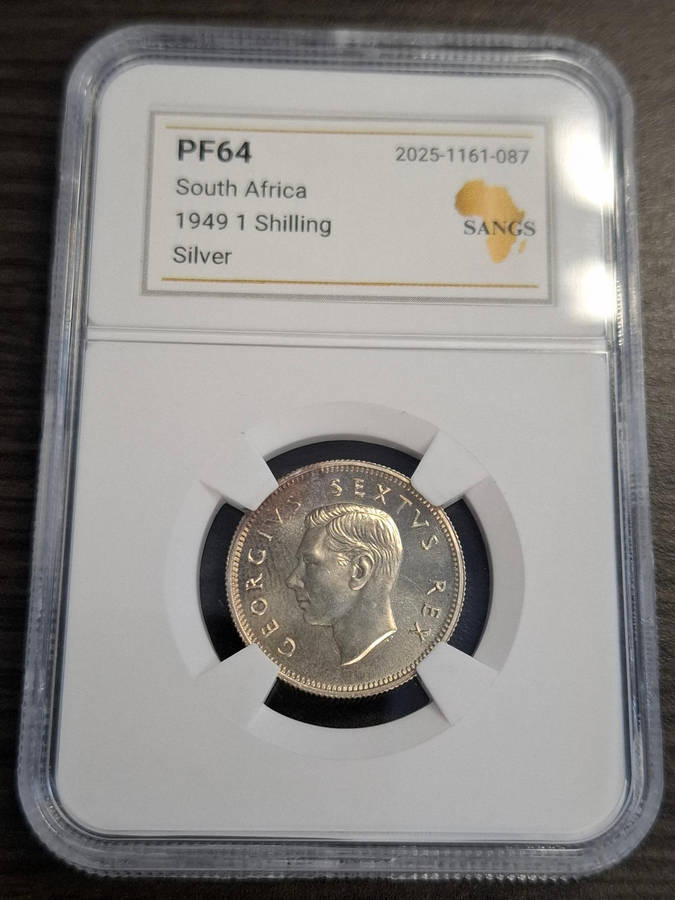 PF64
2025-1161-087
South Africa
1949 1 Shilling
Silver
SANGS
GEORGIVS SEXTVS REX